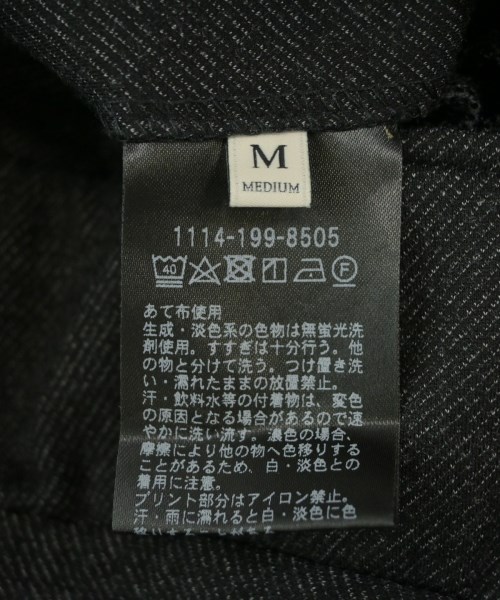 M
MEDIUM
1114-199-8505
40
F
あて布使用
生成・淡色系の色物は無蛍光洗
剤使用。すすぎは十分行う。他
の物と分けて洗う。つけ置き洗
い・濡れたままの放置禁止。
汗・飲料水等の付着物は、変色
の原因となる場合があるので速
やかに洗い流す。濃色の場合、
摩擦により他の物へ色移りする
ことがあるため、白・淡色との
着用に注意。
プリント部分はアイロン禁止。
汗・雨に濡れると白・淡色に色